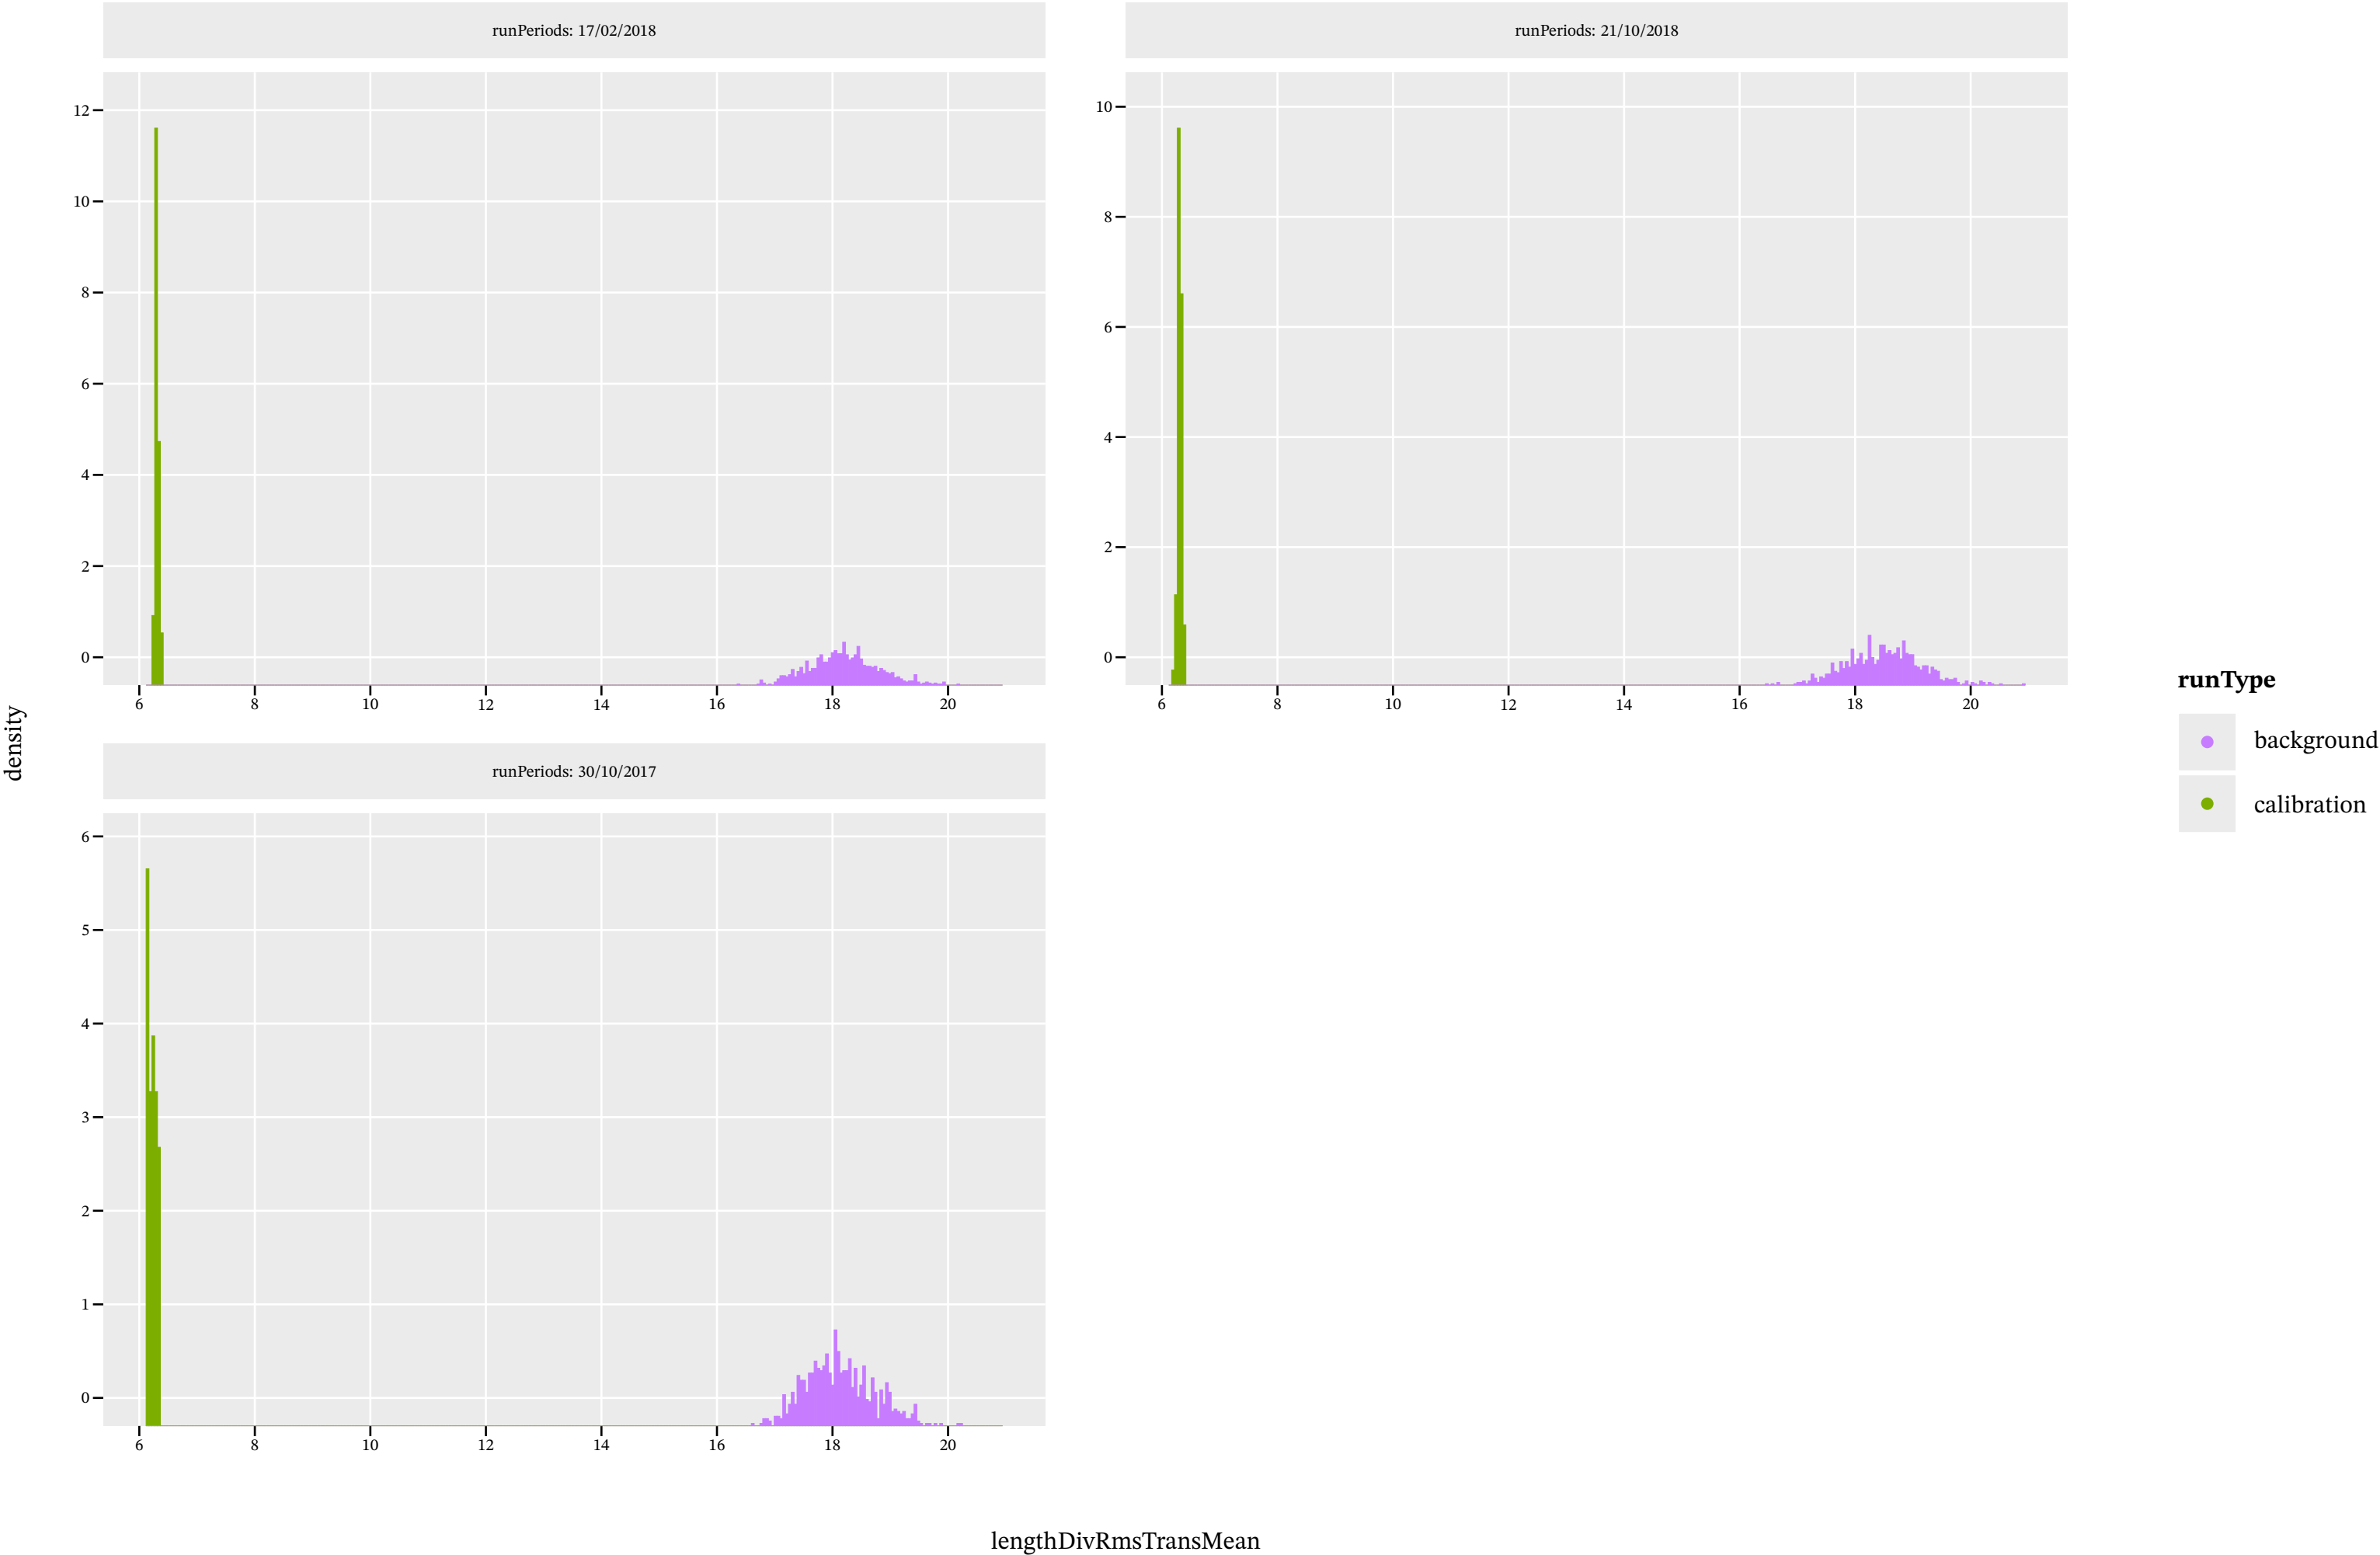 runPeriods: 17/02/2018
runPeriods: 21/10/2018
12
10
8
6
4
2
0
6 8 10 12 14 16 18 20
10
8
6
4
2
0
6 8 10 12 14 16 18 20
runPeriods: 30/10/2017
6
5
4
3
2
1
0
6 8 10 12 14 16 18 20
density
lengthDivRmsTransMean
runType
background
calibration